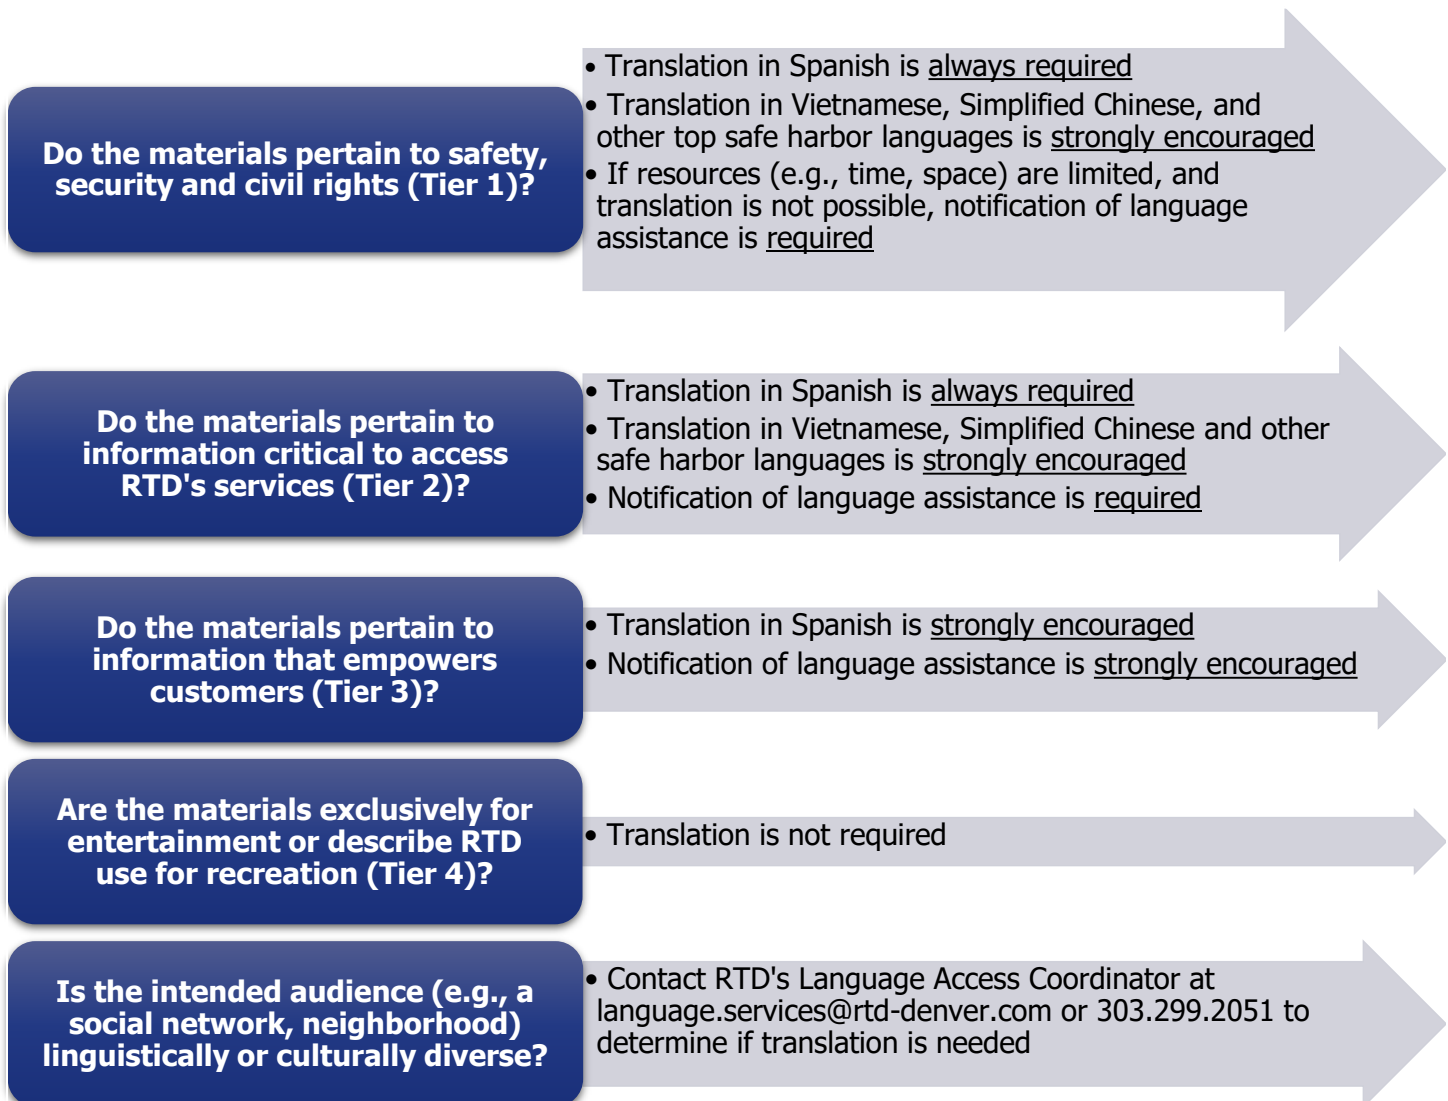 Do the materials pertain to safety,
security and civil rights (Tier 1)?
• Translation in Spanish is always required
• Translation in Vietnamese, Simplified Chinese, and
other top safe harbor languages is strongly encouraged
• If resources (e.g., time, space) are limited, and
translation is not possible, notification of language
assistance is required
Do the materials pertain to
information critical to access
RTD's services (Tier 2)?
• Translation in Spanish is always required
• Translation in Vietnamese, Simplified Chinese and other
safe harbor languages is strongly encouraged
• Notification of language assistance is required
Do the materials pertain to
information that empowers
customers (Tier 3)?
• Translation in Spanish is strongly encouraged
• Notification of language assistance is strongly encouraged
Are the materials exclusively for
entertainment or describe RTD
use for recreation (Tier 4)?
• Translation is not required
Is the intended audience (e.g., a
social network, neighborhood)
linguistically or culturally diverse?
• Contact RTD's Language Access Coordinator at
language.services@rtd-denver.com or 303.299.2051 to
determine if translation is needed